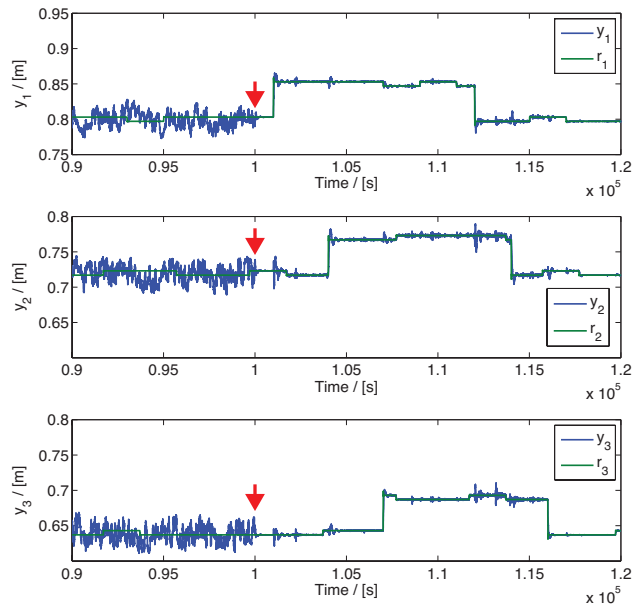 0.95
0.9
0.85
0.8
0.75
y1 / [m]
y1
r1
0.9 0.95 1 1.05 1.1 1.15 1.2
Time / [s]
x 10^5
0.8
0.75
0.7
0.65
y2 / [m]
y2
r2
0.9 0.95 1 1.05 1.1 1.15 1.2
Time / [s]
x 10^5
0.8
0.75
0.7
0.65
y3 / [m]
y3
r3
0.9 0.95 1 1.05 1.1 1.15 1.2
Time / [s]
x 10^5